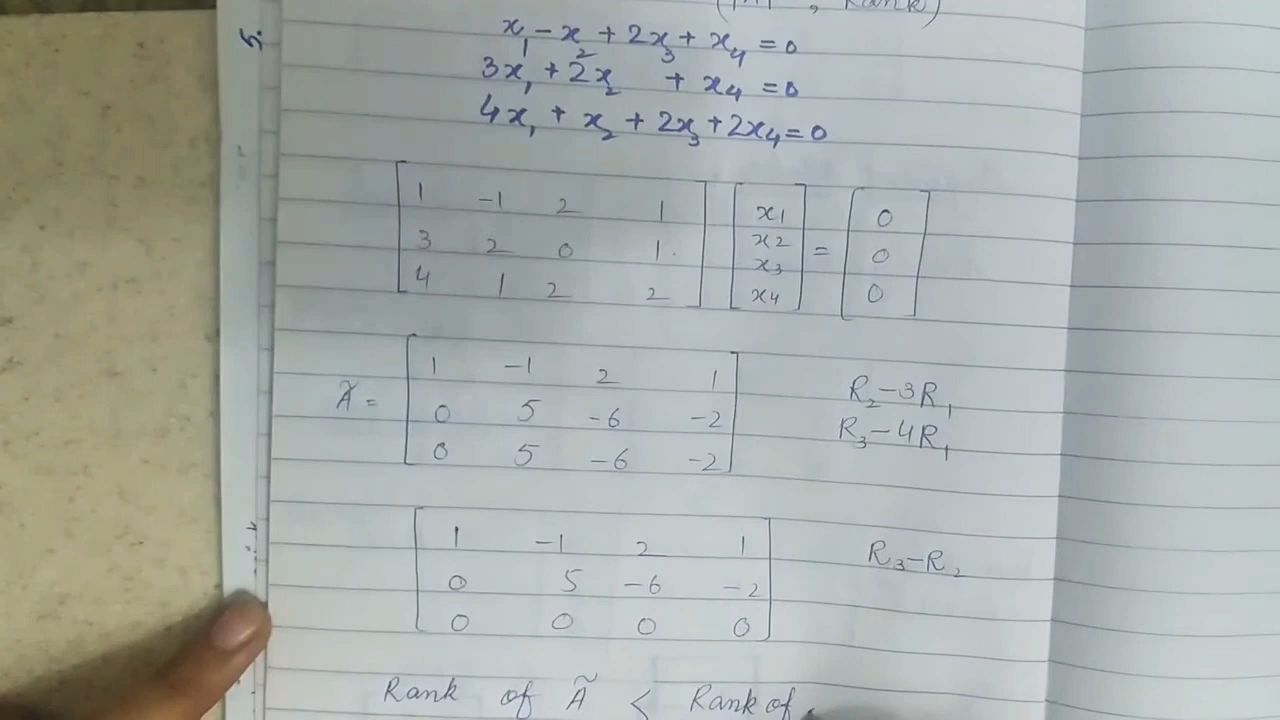 , Rank)
5.
x₁ - x₂ + 2x₃ + x₄ = 0
3x₁ + 2x₂ + x₄ = 0
4x₁ + x₂ + 2x₃ + 2x₄ = 0
[1 -1 2 1] [x₁] [0]
[3 2 0 1] [x₂] = [0]
[4 1 2 2] [x₃] [0]
[x₄]
[1 -1 2 1] R₂-3R₁
Ã = [0 5 -6 -2] R₃-4R₁
[0 5 -6 -2]
[1 -1 2 1] R₃-R₂
[0 5 -6 -2]
[0 0 0 0]
Rank of Ã < Rank of